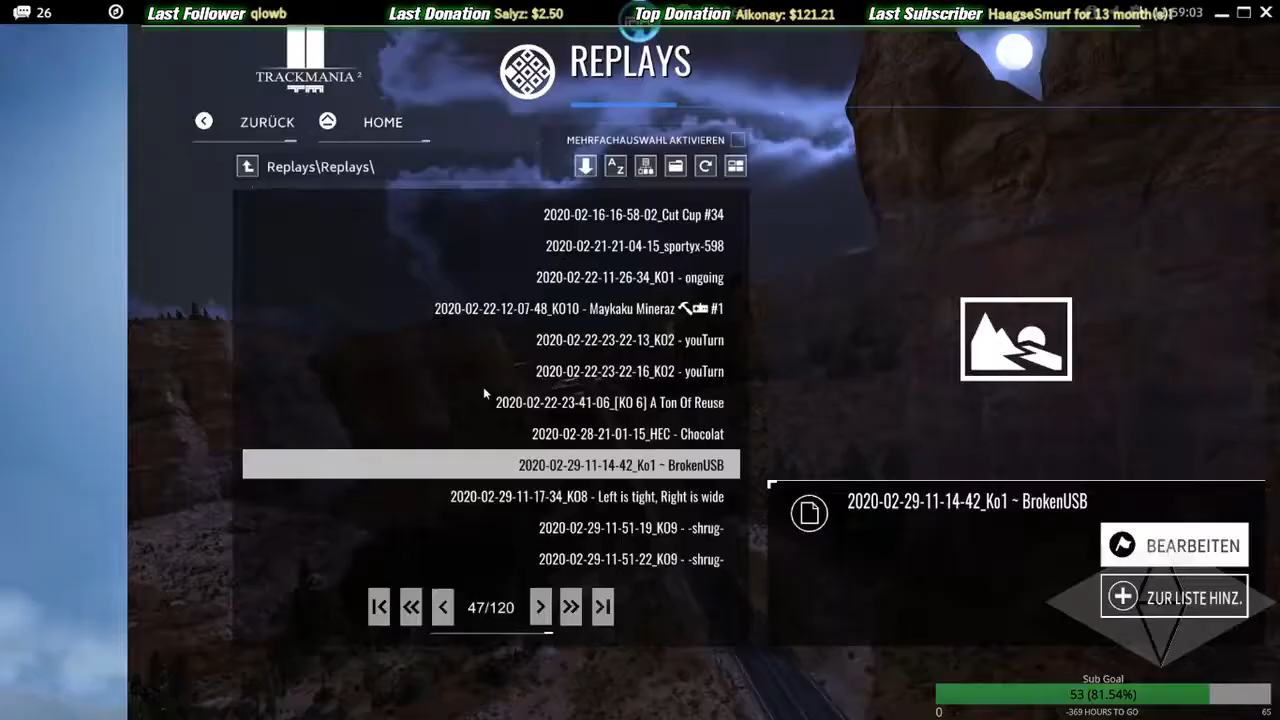 26
Last Follower qlowb
Last Donation Salyz: $2.50
Top Donation Aikonay: $121.21
Last Subscriber HaagseSmurf for 13 month(s)!
59:03
TRACKMANIA²
REPLAYS
ZURÜCK
HOME
MEHRFACHAUSWAHL AKTIVIEREN
Replays\Replays\
AZ
2020-02-16-16-58-02_Cut Cup #34
2020-02-21-21-04-15_sportyx-598
2020-02-22-11-26-34_KO1 - ongoing
2020-02-22-12-07-48_KO10 - Maykaku Mineraz #1
2020-02-22-23-22-13_KO2 - youTurn
2020-02-22-23-22-16_KO2 - youTurn
2020-02-22-23-41-06_[KO 6] A Ton Of Reuse
2020-02-28-21-01-15_HEC - Chocolat
2020-02-29-11-14-42_Ko1 ~ BrokenUSB
2020-02-29-11-17-34_KO8 - Left is tight, Right is wide
2020-02-29-11-51-19_KO9 - -shrug-
2020-02-29-11-51-22_KO9 - -shrug-
47/120
2020-02-29-11-14-42_Ko1 ~ BrokenUSB
BEARBEITEN
ZUR LISTE HINZ.
Sub Goal
53 (81.54%)
0
-369 HOURS TO GO
65